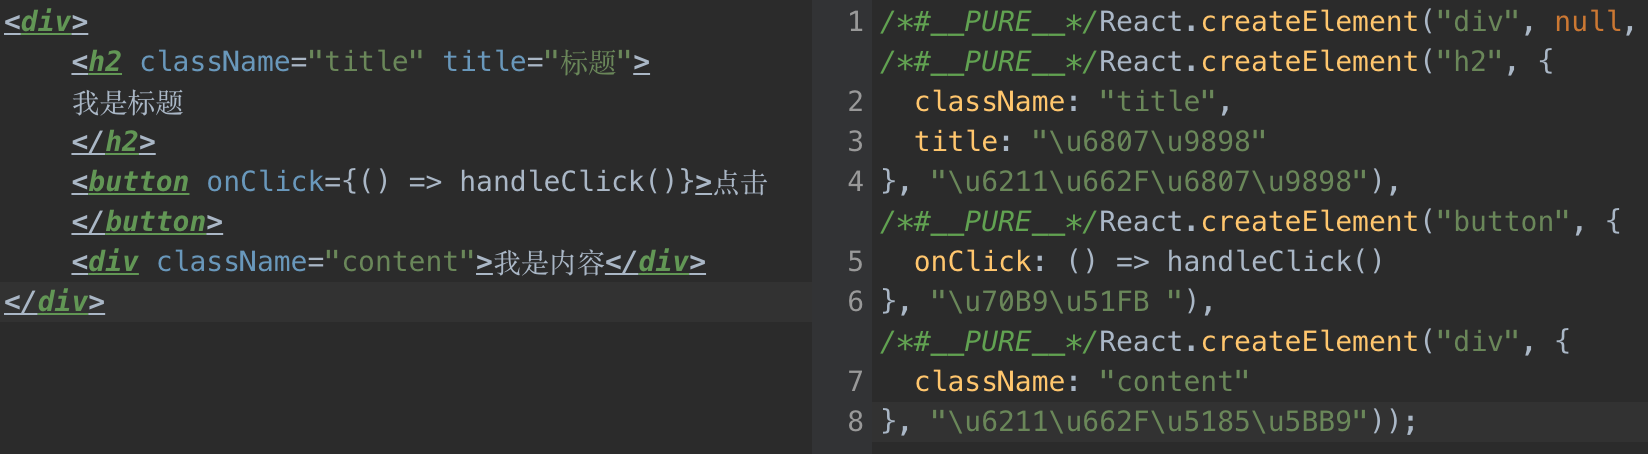 <div>
<h2 className="title" title="标题">
我是标题
</h2>
<button onClick={() => handleClick()}>点击
</button>
<div className="content">我是内容</div>
</div>
1 /*#__PURE__*/React.createElement("div", null,
/*#__PURE__*/React.createElement("h2", {
2 className: "title",
3 title: "\u6807\u9898"
4 }, "\u6211\u662F\u6807\u9898"),
/*#__PURE__*/React.createElement("button", {
5 onClick: () => handleClick()
6 }, "\u70B9\u51FB "),
/*#__PURE__*/React.createElement("div", {
7 className: "content"
8 }, "\u6211\u662F\u5185\u5BB9"));